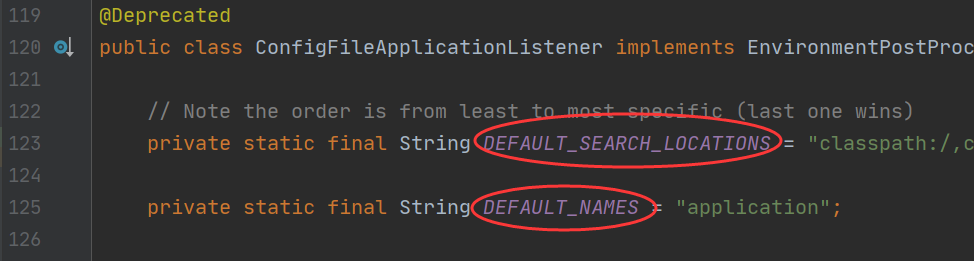 119 @Deprecated
120 public class ConfigFileApplicationListener implements EnvironmentPostProc
121
122 // Note the order is from least to most specific (last one wins)
123 private static final String DEFAULT_SEARCH_LOCATIONS = "classpath:/,c
124
125 private static final String DEFAULT_NAMES = "application";
126